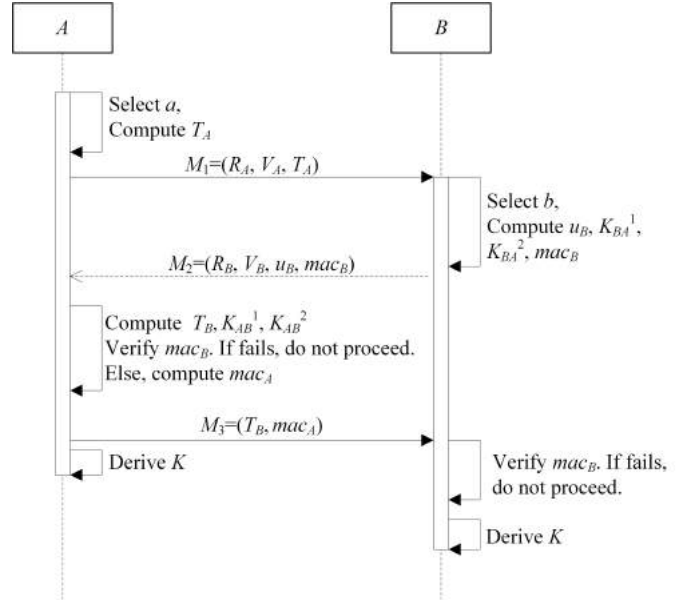 A
B
Select a,
Compute T_A
M_1=(R_A, V_A, T_A)
Select b,
Compute u_B, K_BA^1,
K_BA^2, mac_B
M_2=(R_B, V_B, u_B, mac_B)
Compute T_B, K_AB^1, K_AB^2
Verify mac_B. If fails, do not proceed.
Else, compute mac_A
M_3=(T_B, mac_A)
Derive K
Verify mac_B. If fails,
do not proceed.
Derive K